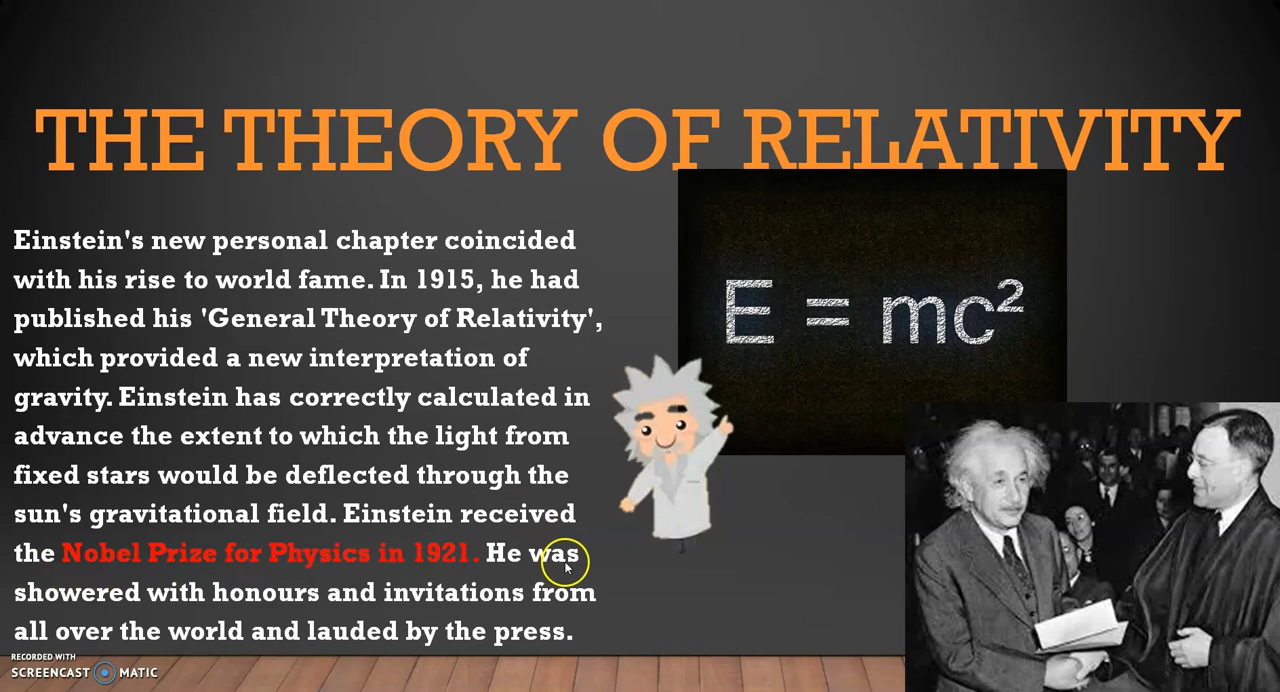 THE THEORY OF RELATIVITY
Einstein's new personal chapter coincided
with his rise to world fame. In 1915, he had
published his 'General Theory of Relativity',
which provided a new interpretation of
gravity. Einstein has correctly calculated in
advance the extent to which the light from
fixed stars would be deflected through the
sun's gravitational field. Einstein received
the Nobel Prize for Physics in 1921. He was
showered with honours and invitations from
all over the world and lauded by the press.
E = mc²
RECORDED WITH
SCREENCAST MATIC